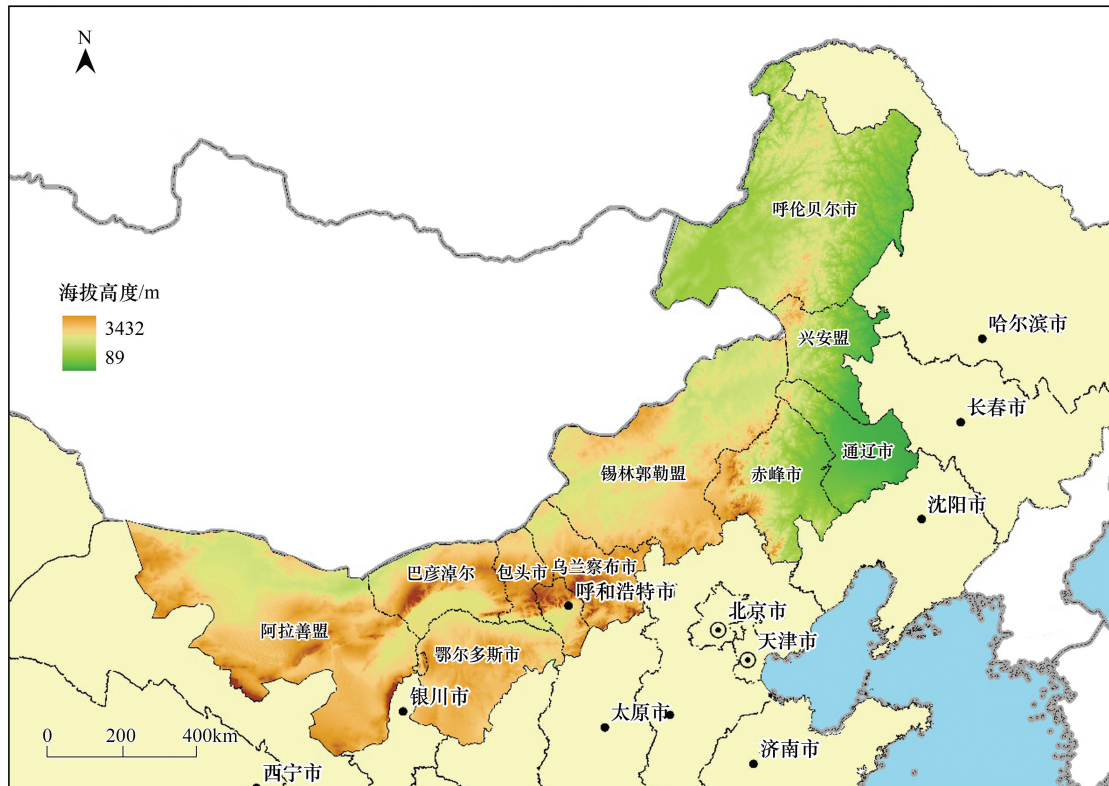 N
呼伦贝尔市
海拔高度/m
3432
89
哈尔滨市
兴安盟
长春市
通辽市
锡林郭勒盟
赤峰市
沈阳市
巴彦淖尔
包头市
乌兰察布市
呼和浩特市
北京市
阿拉善盟
天津市
鄂尔多斯市
银川市
太原市
0 200 400km
济南市
西宁市